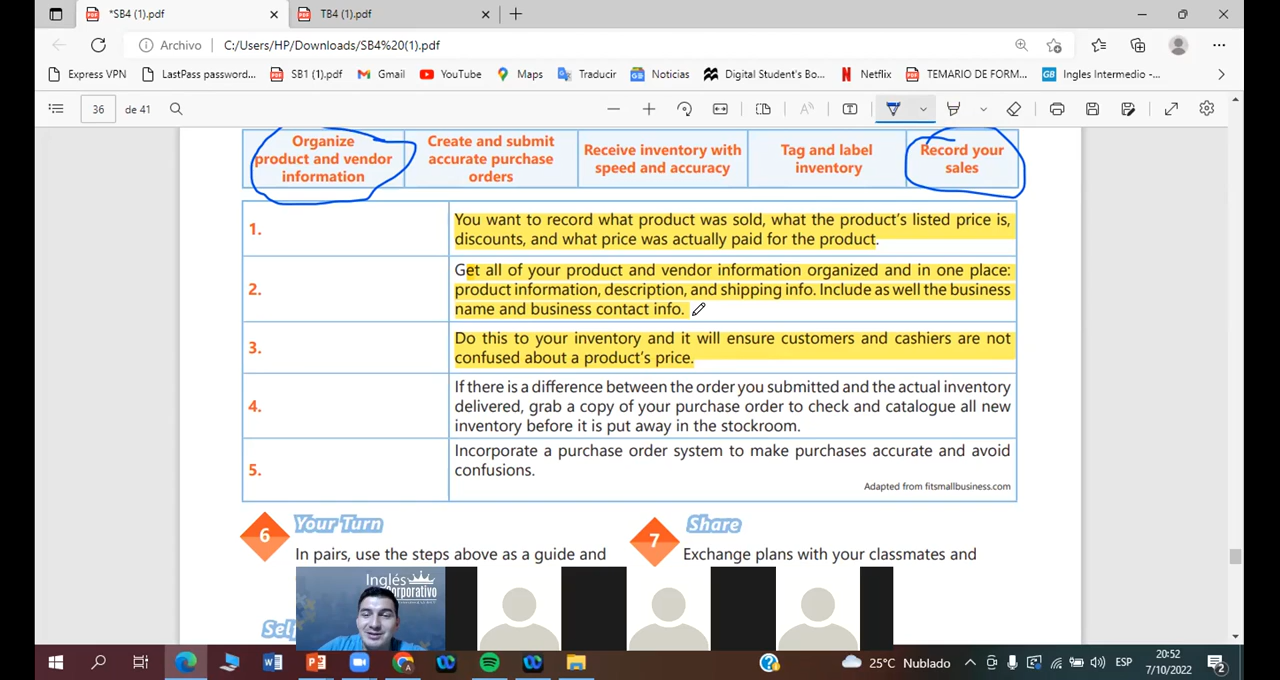 *SB4 (1).pdf
TB4 (1).pdf
Archivo
C:/Users/HP/Downloads/SB4%20(1).pdf
Express VPN
LastPass password...
SB1 (1).pdf
Gmail
YouTube
Maps
Traducir
Noticias
Digital Student's Bo...
Netflix
TEMARIO DE FORM...
Ingles Intermedio -...
36 de 41
Organize
product and vendor
information
Create and submit
accurate purchase
orders
Receive inventory with
speed and accuracy
Tag and label
inventory
Record your
sales
1.
You want to record what product was sold, what the product's listed price is,
discounts, and what price was actually paid for the product.
2.
Get all of your product and vendor information organized and in one place:
product information, description, and shipping info. Include as well the business
name and business contact info.
3.
Do this to your inventory and it will ensure customers and cashiers are not
confused about a product's price.
4.
If there is a difference between the order you submitted and the actual inventory
delivered, grab a copy of your purchase order to check and catalogue all new
inventory before it is put away in the stockroom.
5.
Incorporate a purchase order system to make purchases accurate and avoid
confusions.
Adapted from fitsmallbusiness.com
6
Your Turn
In pairs, use the steps above as a guide and
7
Share
Exchange plans with your classmates and
Self
Inglés
Corporativo
25°C Nublado
ESP
20:52
7/10/2022
2